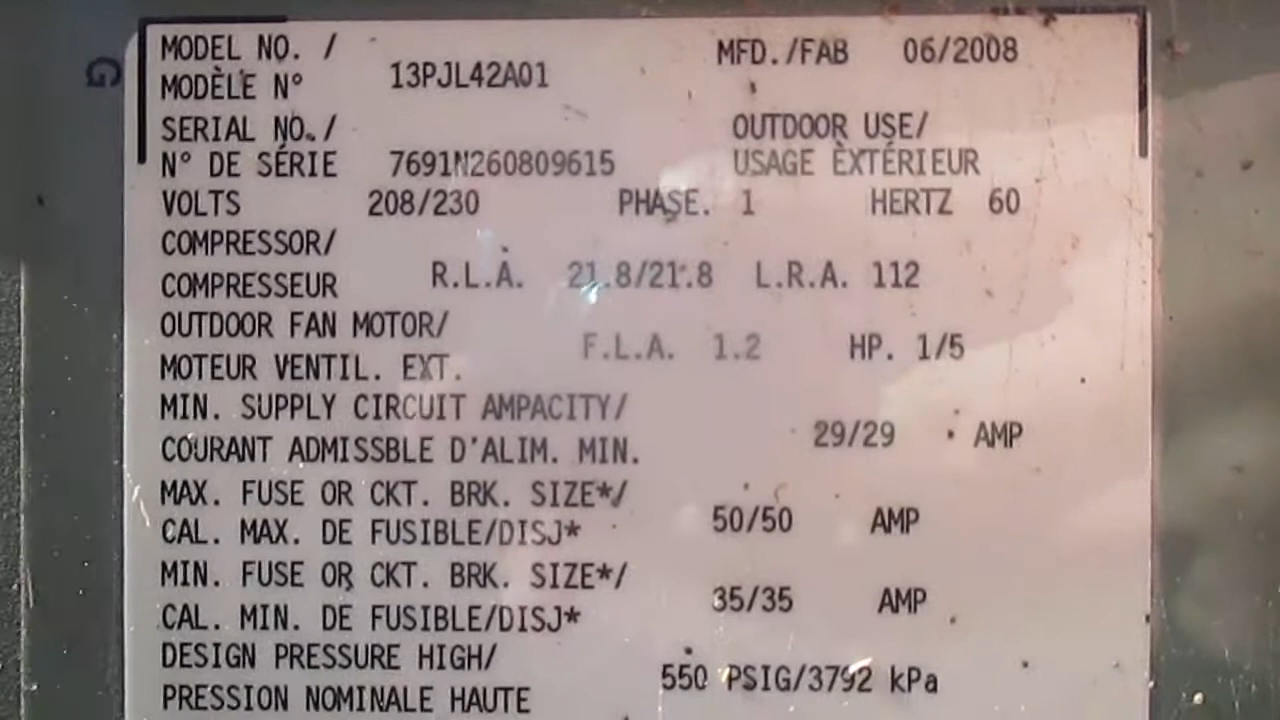 MODEL NO. / MFD./FAB 06/2008
MODÈLE N° 13PJL42A01
SERIAL NO./ OUTDOOR USE/
N° DE SÉRIE 7691N260809615 USAGE ÈXTÉRIEUR
VOLTS 208/230 PHASE. 1 HERTZ 60
COMPRESSOR/
COMPRESSEUR R.L.A. 21.8/21.8 L.R.A. 112
OUTDOOR FAN MOTOR/
MOTEUR VENTIL. EXT. F.L.A. 1.2 HP. 1/5
MIN. SUPPLY CIRCUIT AMPACITY/
COURANT ADMISSBLE D'ALIM. MIN. 29/29 AMP
MAX. FUSE OR CKT. BRK. SIZE*/
CAL. MAX. DE FUSIBLE/DISJ* 50/50 AMP
MIN. FUSE OR CKT. BRK. SIZE*/
CAL. MIN. DE FUSIBLE/DISJ* 35/35 AMP
DESIGN PRESSURE HIGH/
PRESSION NOMINALE HAUTE 550 PSIG/3792 kPa